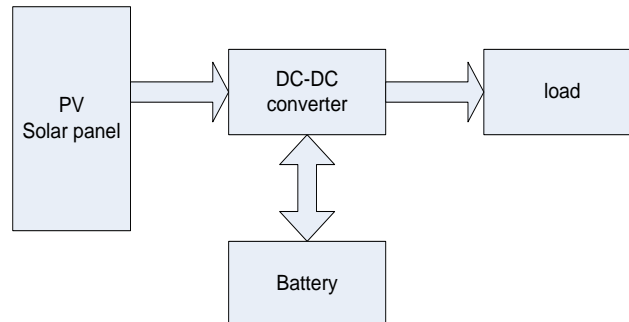 PV
Solar panel
DC-DC
converter
load
Battery